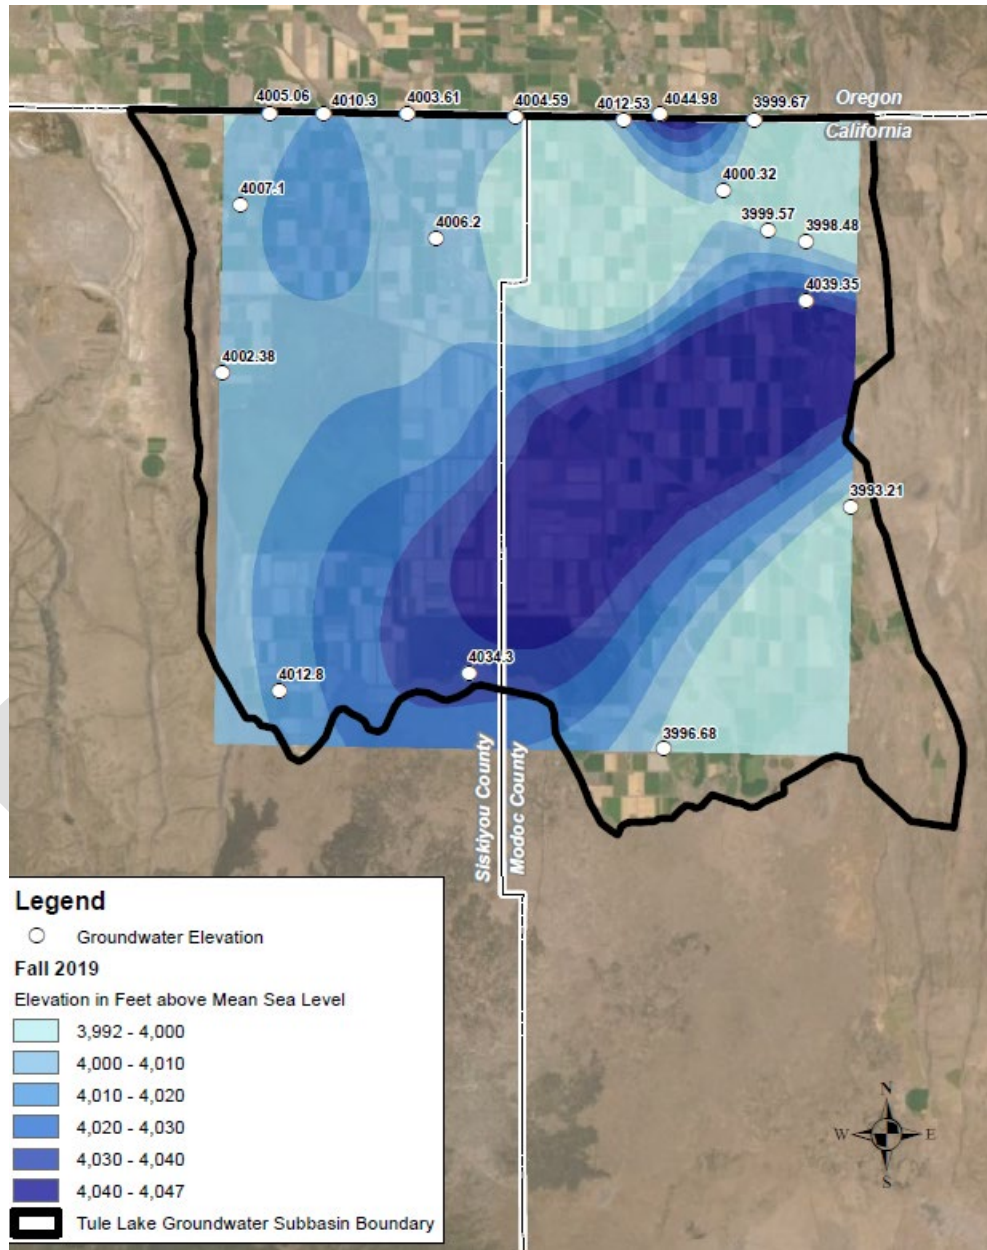 4005.06
4010.3
4003.61
4004.59
4012.53
4044.98
3999.67
Oregon
California
4007.1
4006.2
4000.32
3999.57
3998.48
4039.35
4002.38
3993.21
4012.8
4034.3
3996.68
Siskiyou County
Modoc County
Legend
Groundwater Elevation
Fall 2019
Elevation in Feet above Mean Sea Level
3,992 - 4,000
4,000 - 4,010
4,010 - 4,020
4,020 - 4,030
4,030 - 4,040
4,040 - 4,047
Tule Lake Groundwater Subbasin Boundary
N
W
E
S